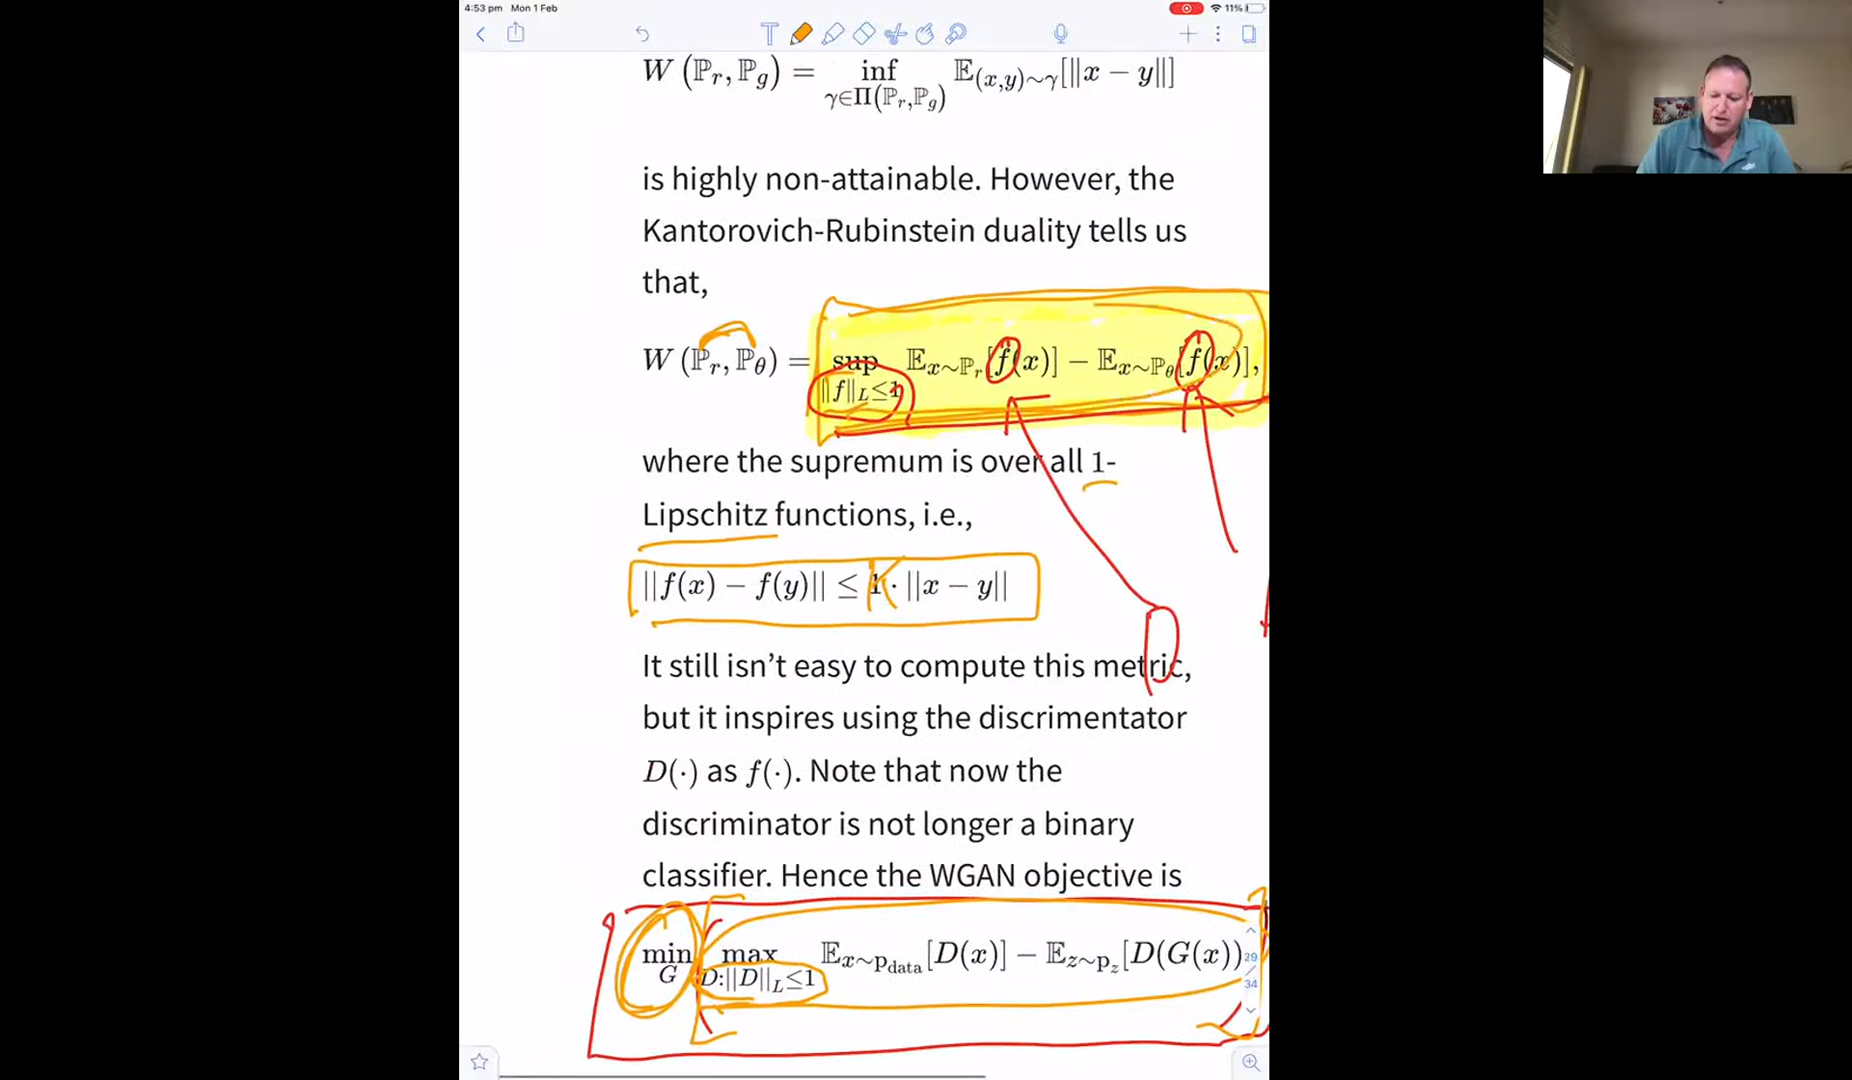 4:53 pm Mon 1 Feb
11%
W (ℙ_r, ℙ_g) = inf_{γ∈Π(ℙ_r,ℙ_g)} 𝔼_{(x,y)∼γ}[||x − y||]
is highly non-attainable. However, the
Kantorovich-Rubinstein duality tells us
that,
W (ℙ_r, ℙ_θ) = sup_{||f||_L≤1} 𝔼_{x∼ℙ_r}[f(x)] − 𝔼_{x∼ℙ_θ}[f(x)],
where the supremum is over all 1-
Lipschitz functions, i.e.,
||f(x) − f(y)|| ≤ 1 · ||x − y||
K
D
It still isn’t easy to compute this metric,
but it inspires using the discrimentator
D(·) as f(·). Note that now the
discriminator is not longer a binary
classifier. Hence the WGAN objective is
min_G max_{D:||D||_L≤1} 𝔼_{x∼p_data}[D(x)] − 𝔼_{z∼p_z}[D(G(x))
29
/
34